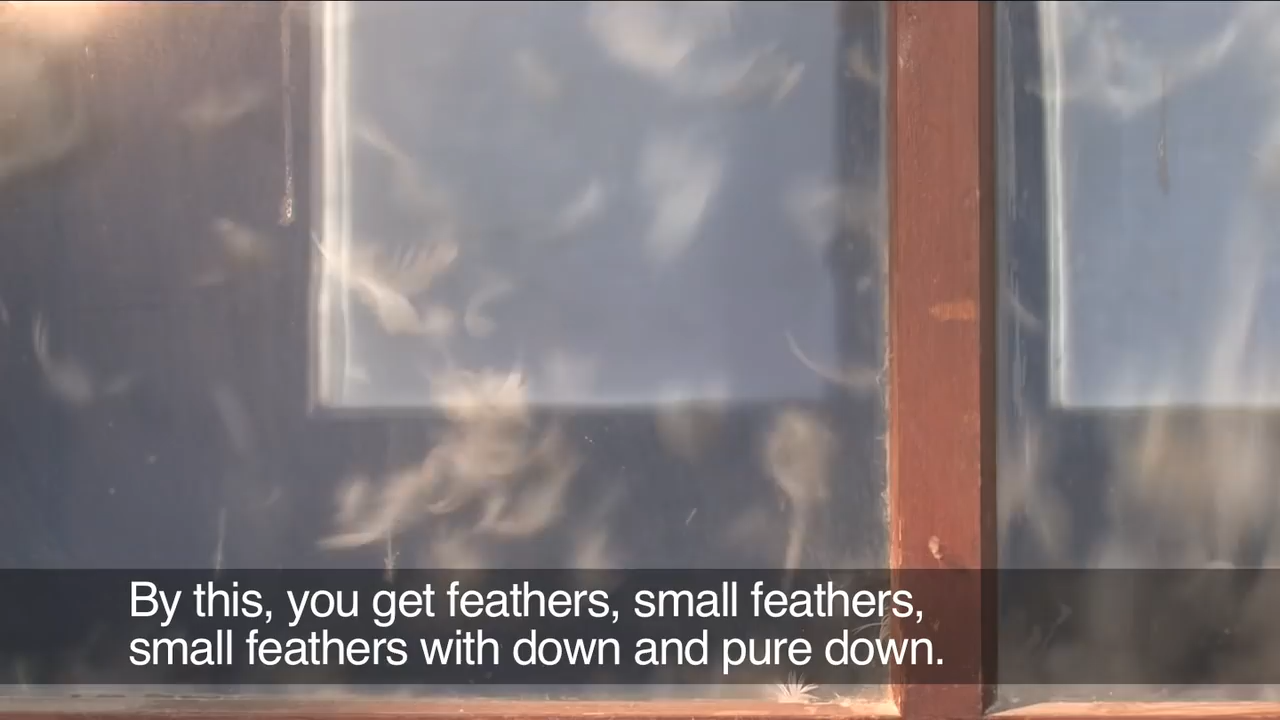 By this, you get feathers, small feathers,
small feathers with down and pure down.